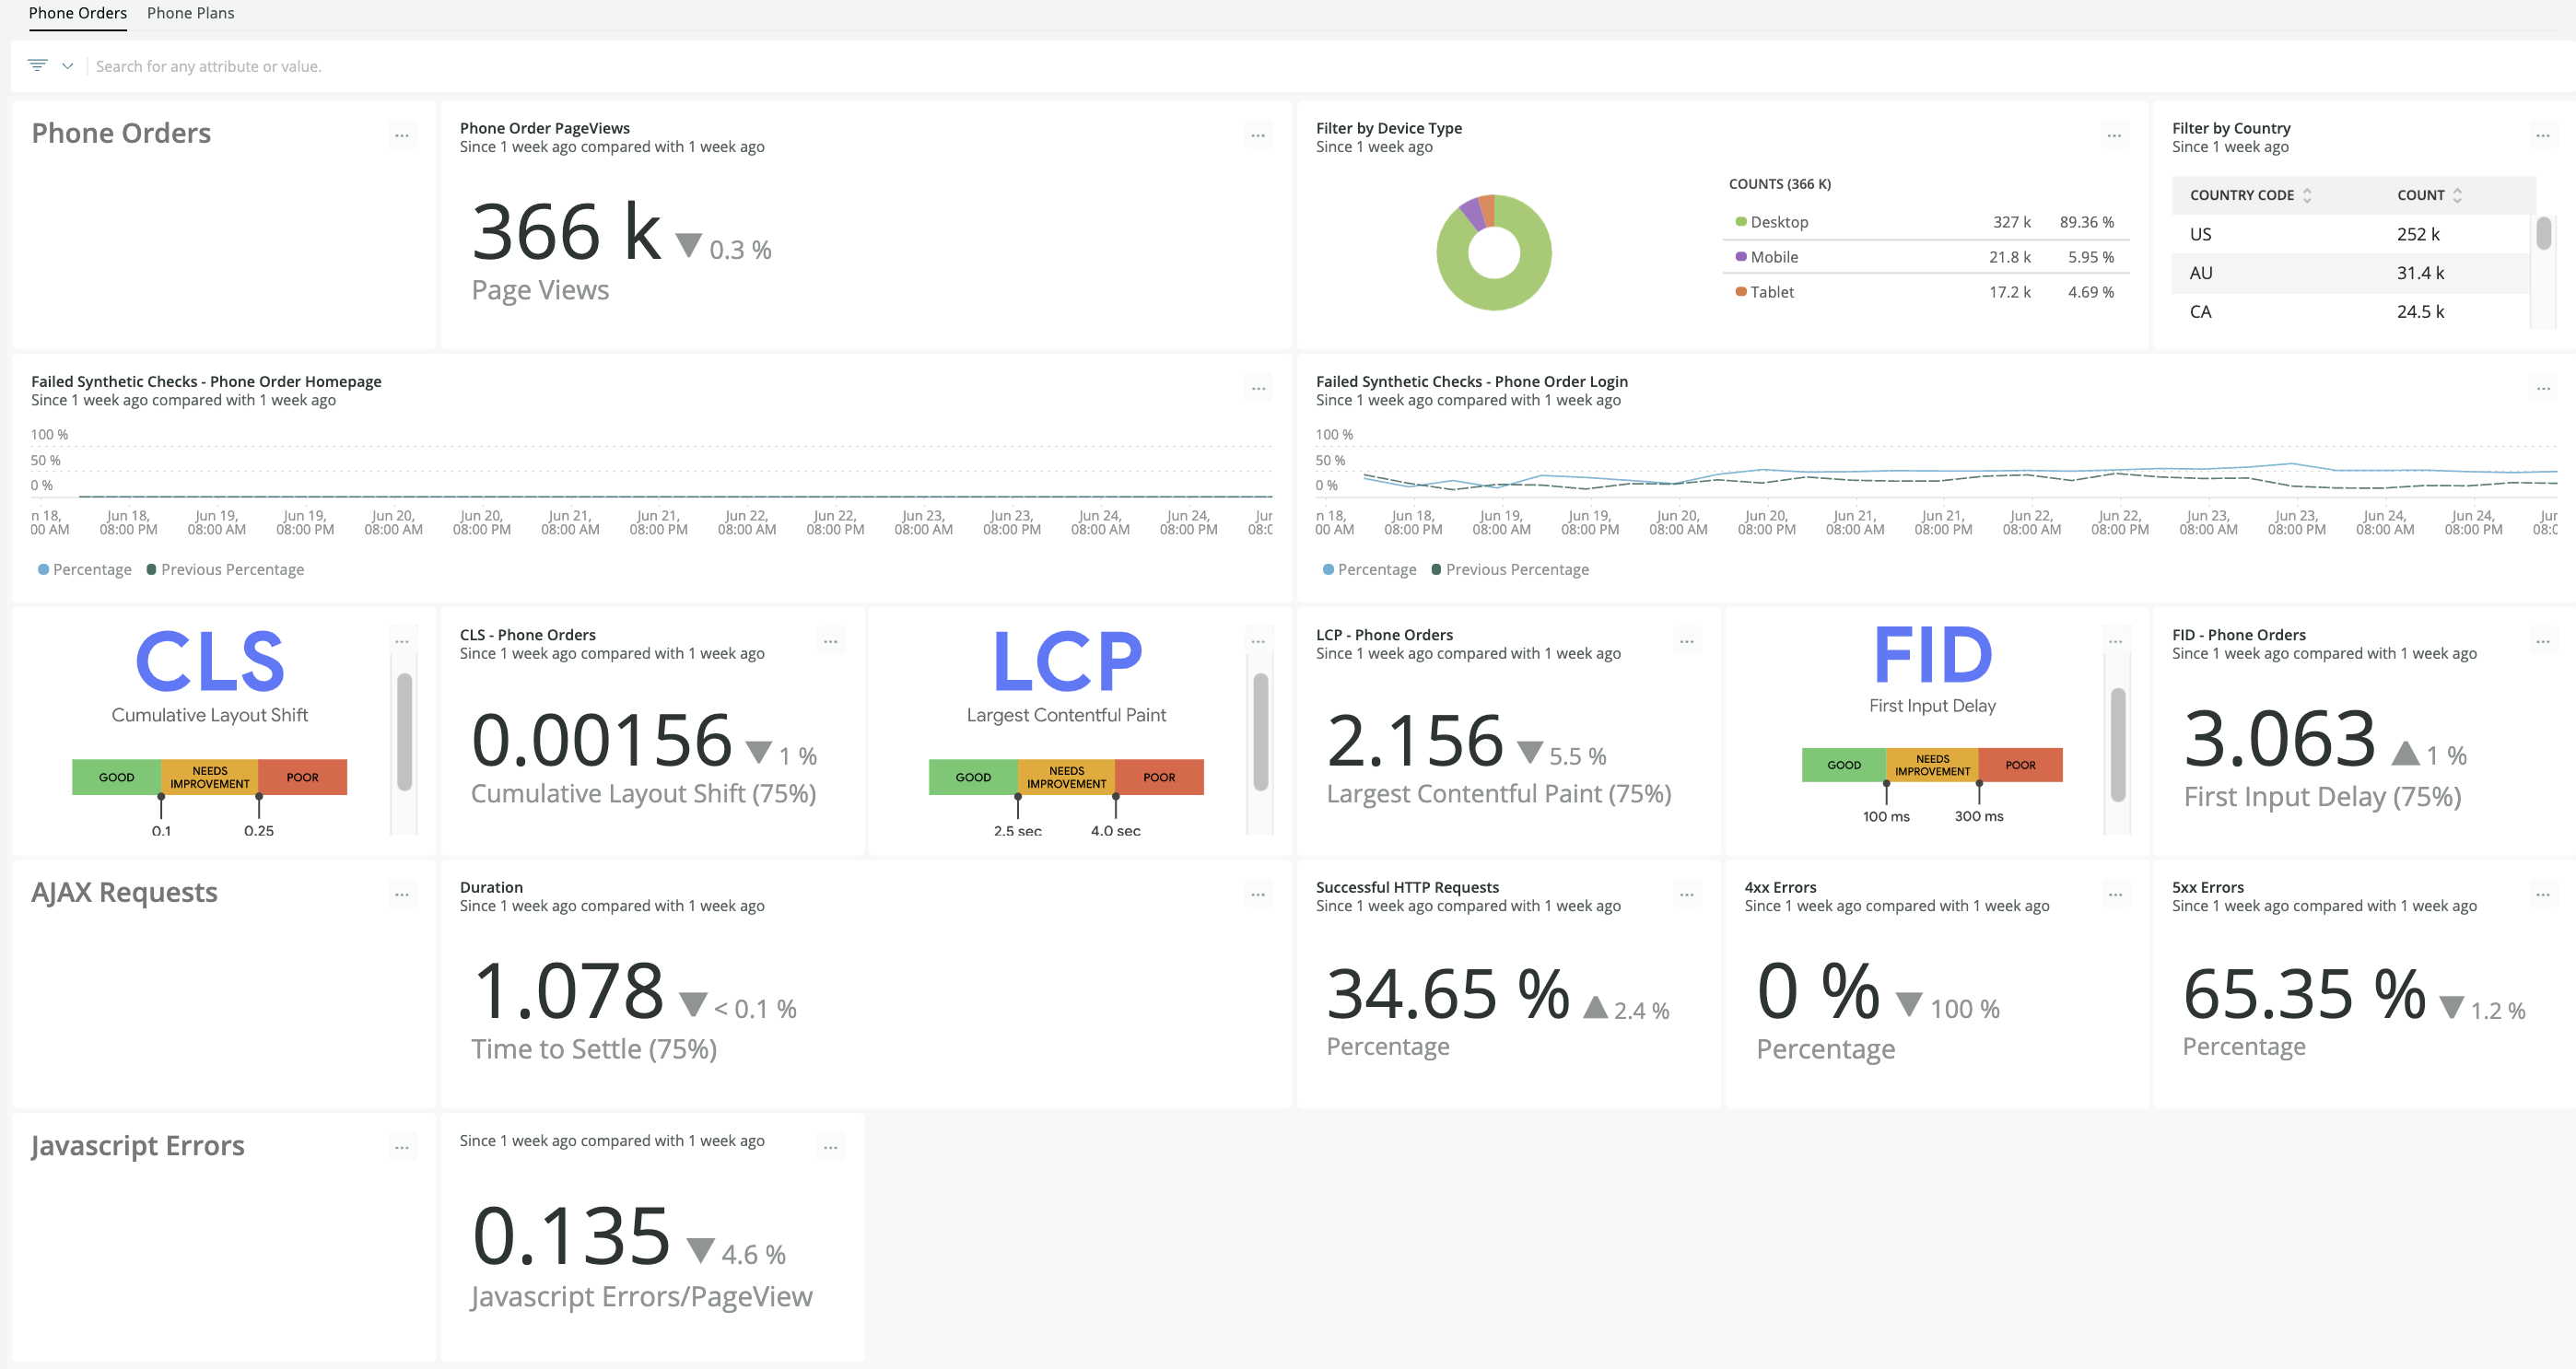 Phone Orders Phone Plans
Search for any attribute or value.
Phone Orders
...
Phone Order PageViews
Since 1 week ago compared with 1 week ago
...
366 k ▼ 0.3 %
Page Views
Filter by Device Type
Since 1 week ago
...
COUNTS (366 K)
Desktop 327 k 89.36 %
Mobile 21.8 k 5.95 %
Tablet 17.2 k 4.69 %
Filter by Country
Since 1 week ago
...
COUNTRY CODE COUNT
US 252 k
AU 31.4 k
CA 24.5 k
Failed Synthetic Checks - Phone Order Homepage
Since 1 week ago compared with 1 week ago
...
100 %
50 %
0 %
n 18, Jun 18, Jun 19, Jun 19, Jun 20, Jun 20, Jun 21, Jun 21, Jun 22, Jun 22, Jun 23, Jun 23, Jun 24, Jun 24, Jur
00 AM 08:00 PM 08:00 AM 08:00 PM 08:00 AM 08:00 PM 08:00 AM 08:00 PM 08:00 AM 08:00 PM 08:00 AM 08:00 PM 08:00 AM 08:00 PM 08:0
Percentage Previous Percentage
Failed Synthetic Checks - Phone Order Login
Since 1 week ago compared with 1 week ago
...
100 %
50 %
0 %
n 18, Jun 18, Jun 19, Jun 19, Jun 20, Jun 20, Jun 21, Jun 21, Jun 22, Jun 22, Jun 23, Jun 23, Jun 24, Jun 24, Jur
00 AM 08:00 PM 08:00 AM 08:00 PM 08:00 AM 08:00 PM 08:00 AM 08:00 PM 08:00 AM 08:00 PM 08:00 AM 08:00 PM 08:00 AM 08:00 PM 08:0
Percentage Previous Percentage
CLS
...
Cumulative Layout Shift
GOOD NEEDS IMPROVEMENT POOR
0.1 0.25
CLS - Phone Orders
Since 1 week ago compared with 1 week ago
...
0.00156 ▼ 1 %
Cumulative Layout Shift (75%)
LCP
...
Largest Contentful Paint
GOOD NEEDS IMPROVEMENT POOR
2.5 sec 4.0 sec
LCP - Phone Orders
Since 1 week ago compared with 1 week ago
...
2.156 ▼ 5.5 %
Largest Contentful Paint (75%)
FID
...
First Input Delay
GOOD NEEDS IMPROVEMENT POOR
100 ms 300 ms
FID - Phone Orders
Since 1 week ago compared with 1 week ago
...
3.063 ▲ 1 %
First Input Delay (75%)
AJAX Requests
...
Duration
Since 1 week ago compared with 1 week ago
...
1.078 ▼ < 0.1 %
Time to Settle (75%)
Successful HTTP Requests
Since 1 week ago compared with 1 week ago
...
34.65 % ▲ 2.4 %
Percentage
4xx Errors
Since 1 week ago compared with 1 week ago
...
0 % ▼ 100 %
Percentage
5xx Errors
Since 1 week ago compared with 1 week ago
...
65.35 % ▼ 1.2 %
Percentage
Javascript Errors
...
Since 1 week ago compared with 1 week ago
...
0.135 ▼ 4.6 %
Javascript Errors/PageView